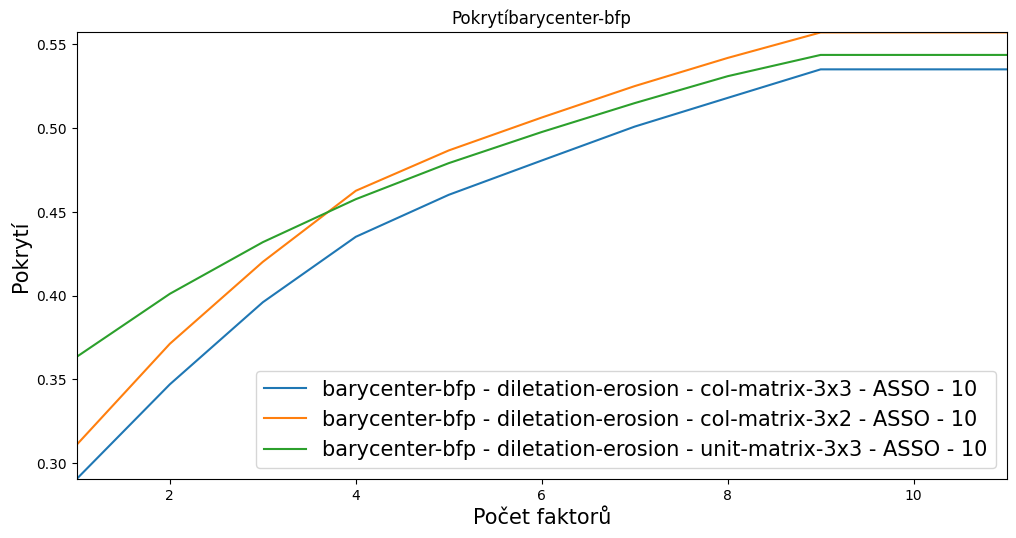 Pokrytíbarycenter-bfp
0.55
0.50
0.45
0.40
0.35
0.30
Pokrytí
barycenter-bfp - diletation-erosion - col-matrix-3x3 - ASSO - 10
barycenter-bfp - diletation-erosion - col-matrix-3x2 - ASSO - 10
barycenter-bfp - diletation-erosion - unit-matrix-3x3 - ASSO - 10
2 4 6 8 10
Počet faktorů